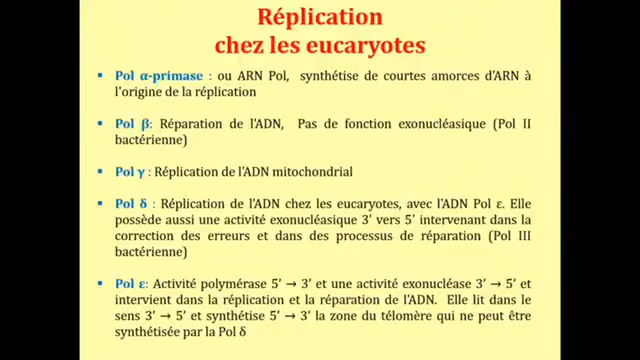 Réplication
chez les eucaryotes
▪ Pol α-primase : ou ARN Pol, synthétise de courtes amorces d'ARN à
l'origine de la réplication
▪ Pol β: Réparation de l'ADN, Pas de fonction exonucléasique (Pol II
bactérienne)
▪ Pol γ : Réplication de l'ADN mitochondrial
▪ Pol δ : Réplication de l'ADN chez les eucaryotes, avec l'ADN Pol ε. Elle
possède aussi une activité exonucléasique 3' vers 5' intervenant dans la
correction des erreurs et dans des processus de réparation (Pol III
bactérienne)
▪ Pol ε: Activité polymérase 5' → 3' et une activité exonucléase 3' → 5' et
intervient dans la réplication et la réparation de l'ADN. Elle lit dans le
sens 3' → 5' et synthétise 5' → 3' la zone du télomère qui ne peut être
synthétisée par la Pol δ